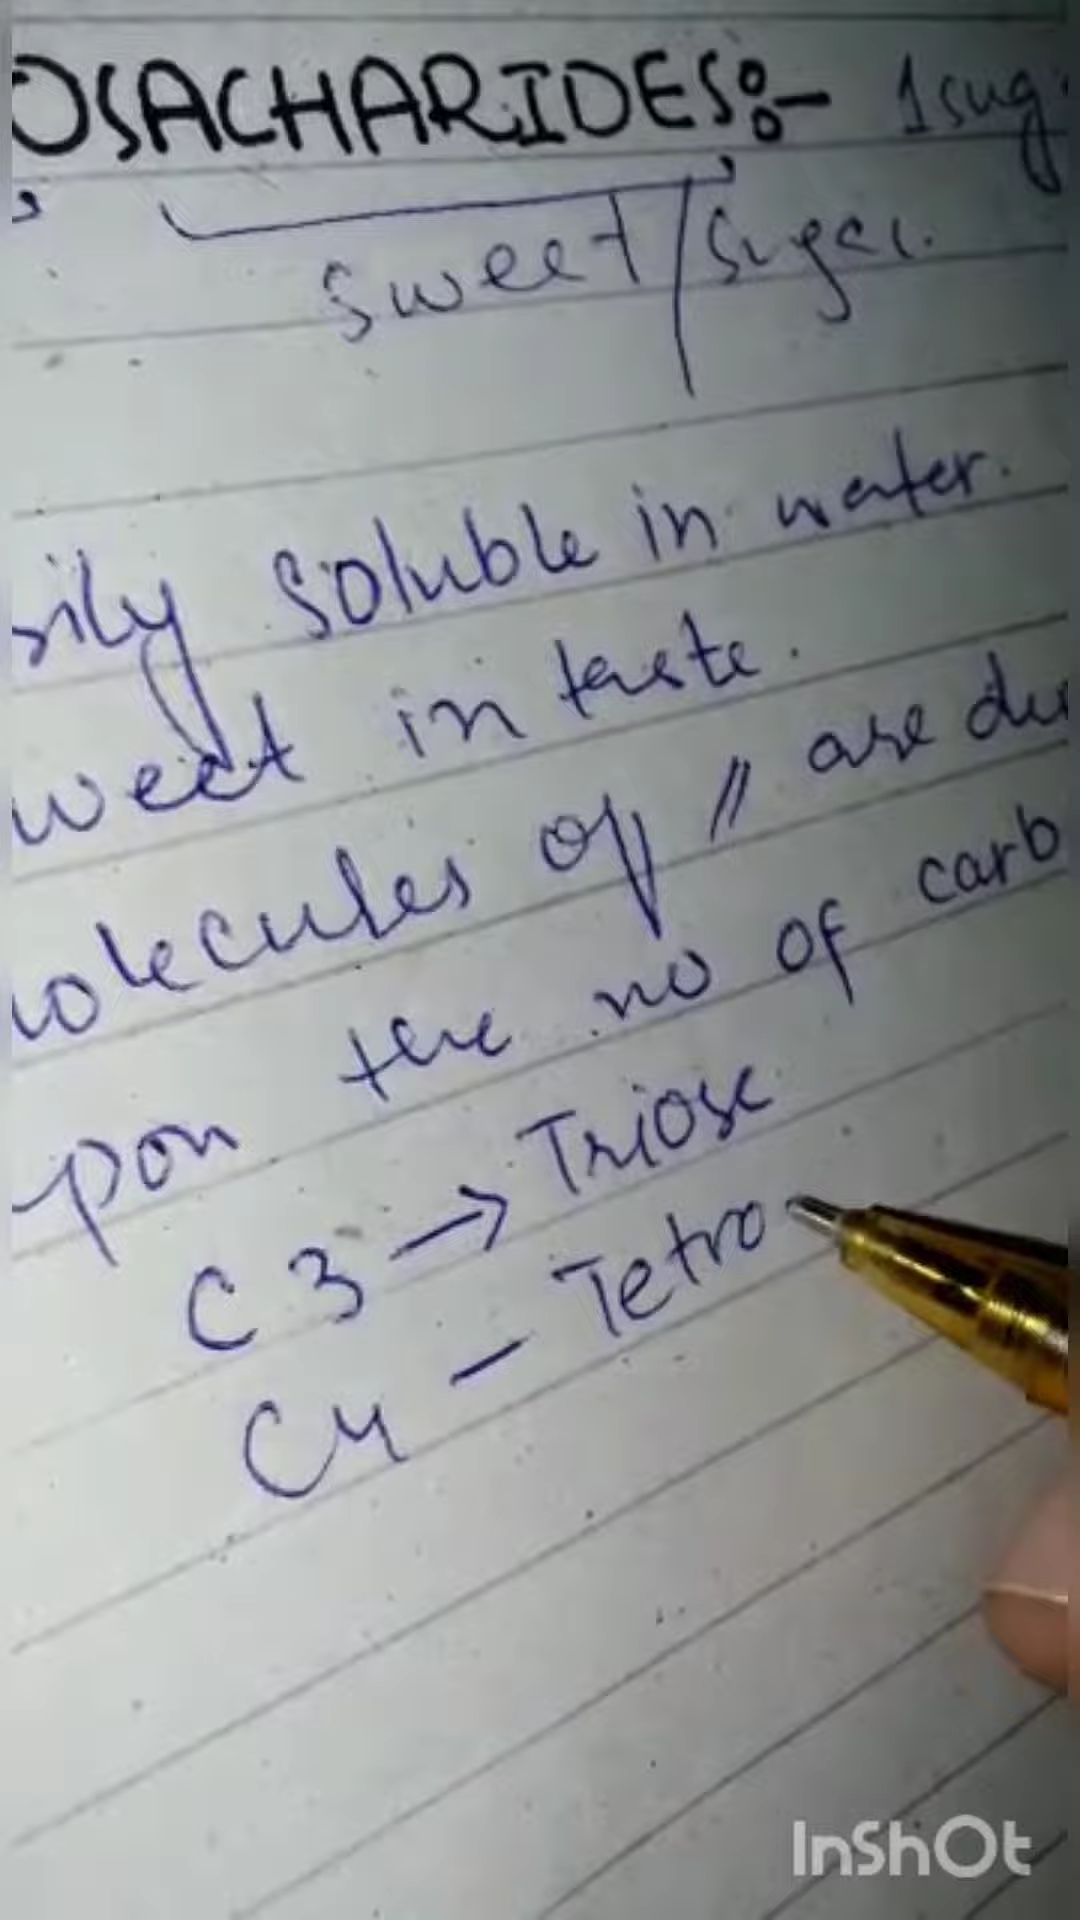 OSACHARIDES:- 1 sug
sweet/Sugar.
sily soluble in water.
weet in taste.
olecules of // are du
pon the no of carb
C3 → Triose
C4 - Tetro
InShOt